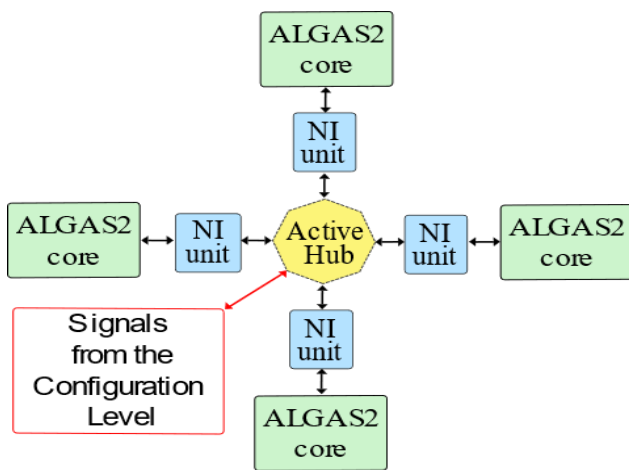 ALGAS2
core
NI
unit
ALGAS2
core
NI
unit
Active
Hub
NI
unit
ALGAS2
core
Signals
from the
Configuration
Level
NI
unit
ALGAS2
core